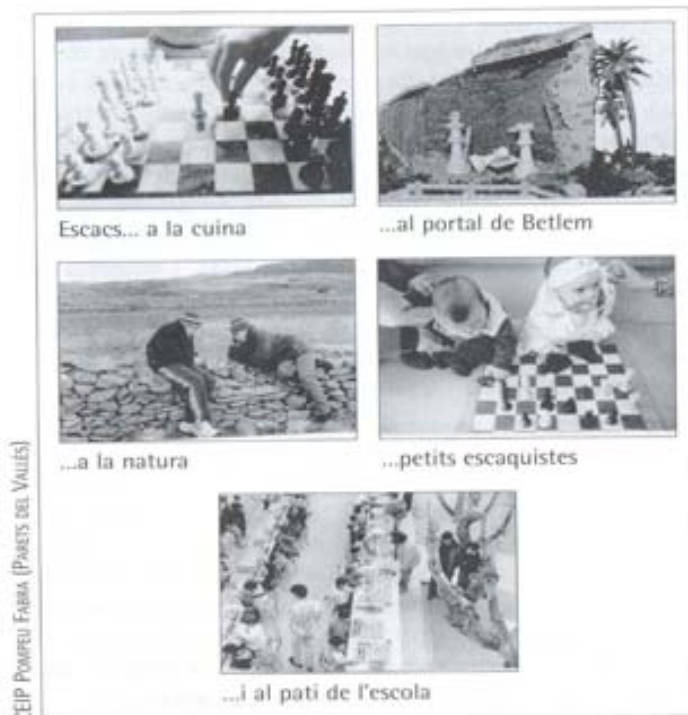 Escacs... a la cuina
...al portal de Betlem
...a la natura
...petits escaquistes
...i al pati de l'escola
CEIP POMPEU FABRA (PARETS DEL VALLÈS)